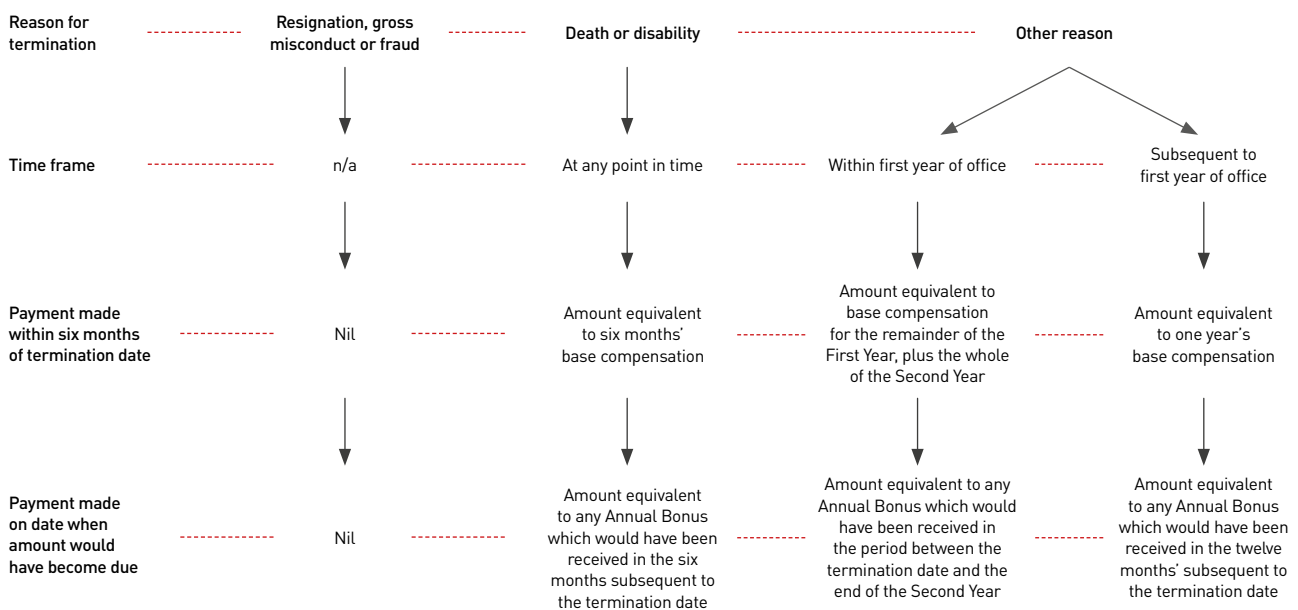 Reason for
termination
Resignation, gross
misconduct or fraud
Death or disability
Other reason
Time frame
n/a
At any point in time
Within first year of office
Subsequent to
first year of office
Payment made
within six months
of termination date
Nil
Amount equivalent
to six months’
base compensation
Amount equivalent to
base compensation
for the remainder of the
First Year, plus the whole
of the Second Year
Amount equivalent
to one year’s
base compensation
Payment made
on date when
amount would
have become due
Nil
Amount equivalent
to any Annual Bonus
which would have been
received in the six
months subsequent to
the termination date
Amount equivalent to any
Annual Bonus which would
have been received in
the period between the
termination date and the
end of the Second Year
Amount equivalent
to any Annual Bonus
which would have been
received in the twelve
months’ subsequent to
the termination date